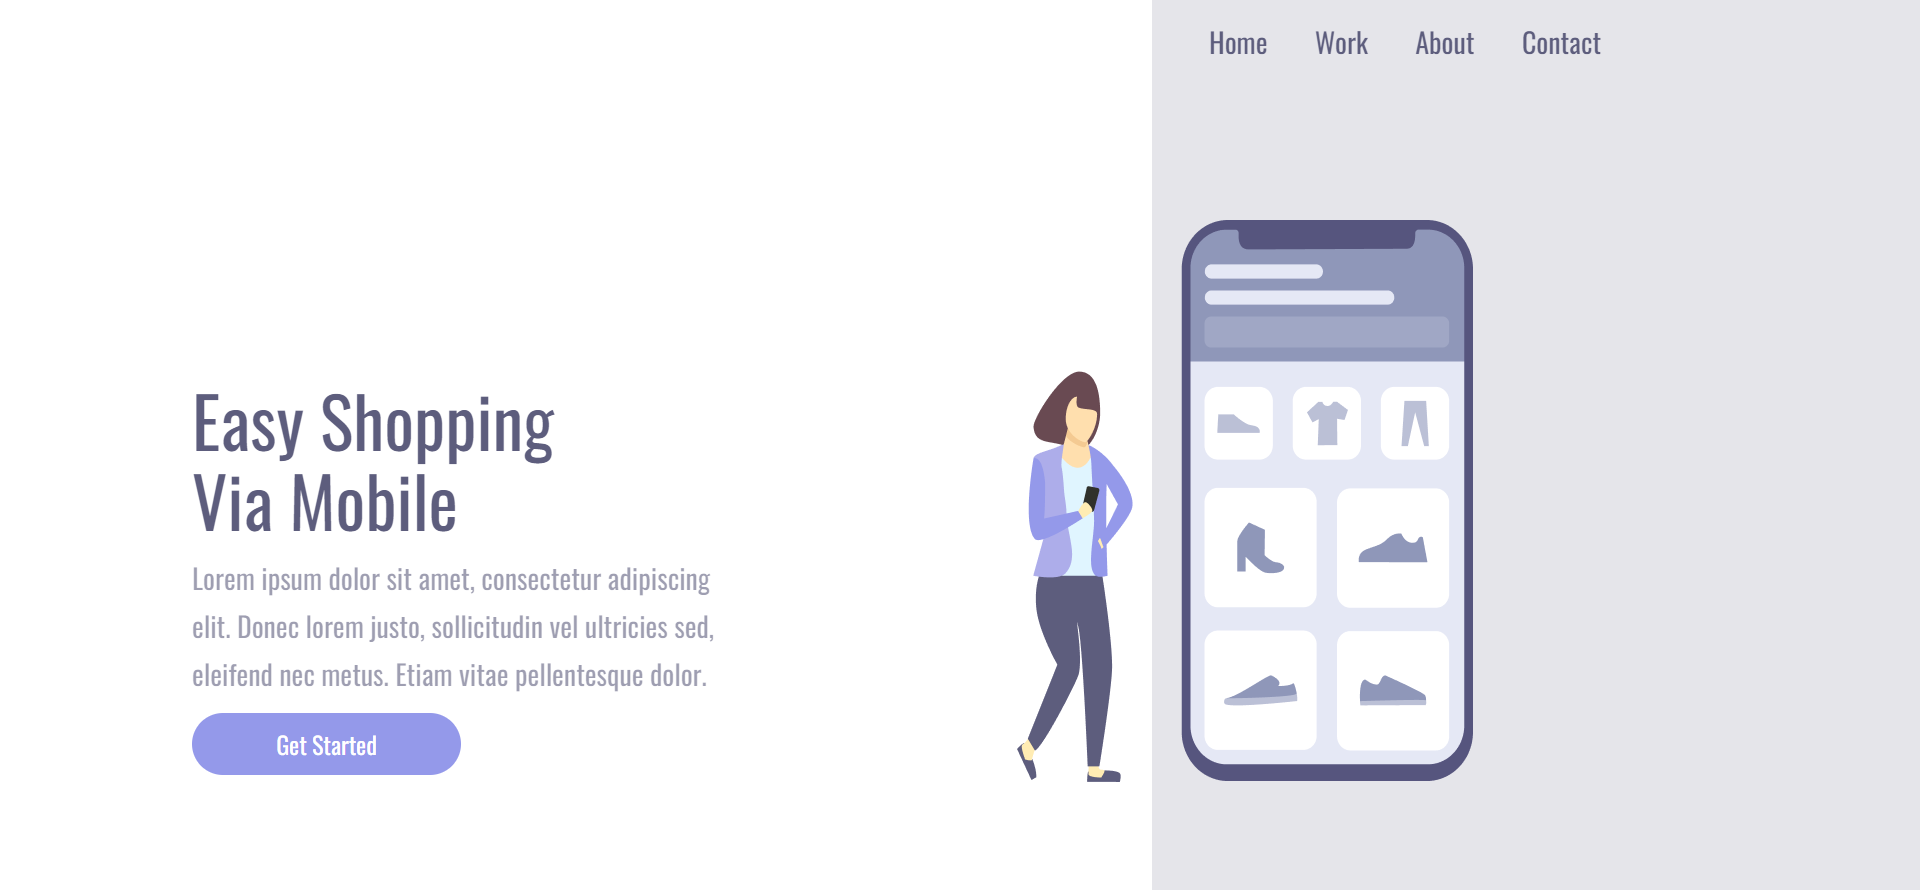 Home Work About Contact
Easy Shopping
Via Mobile
Lorem ipsum dolor sit amet, consectetur adipiscing
elit. Donec lorem justo, sollicitudin vel ultricies sed,
eleifend nec metus. Etiam vitae pellentesque dolor.
Get Started